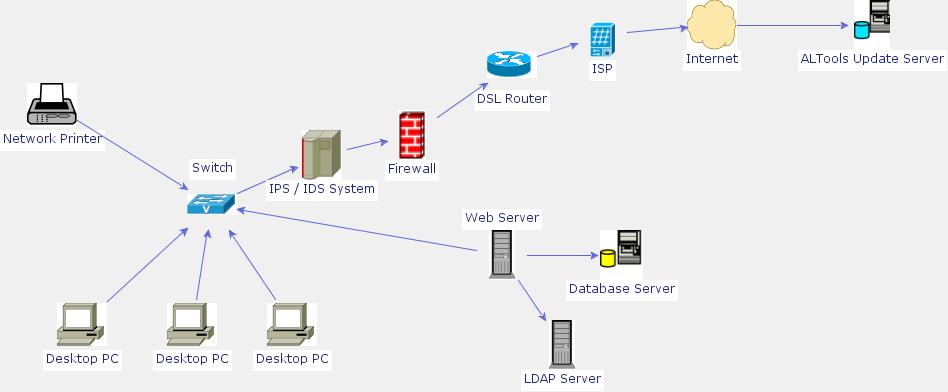 ISP
Internet
ALTools Update Server
DSL Router
Network Printer
Switch
Firewall
IPS / IDS System
V
Web Server
Database Server
Desktop PC
Desktop PC
Desktop PC
LDAP Server